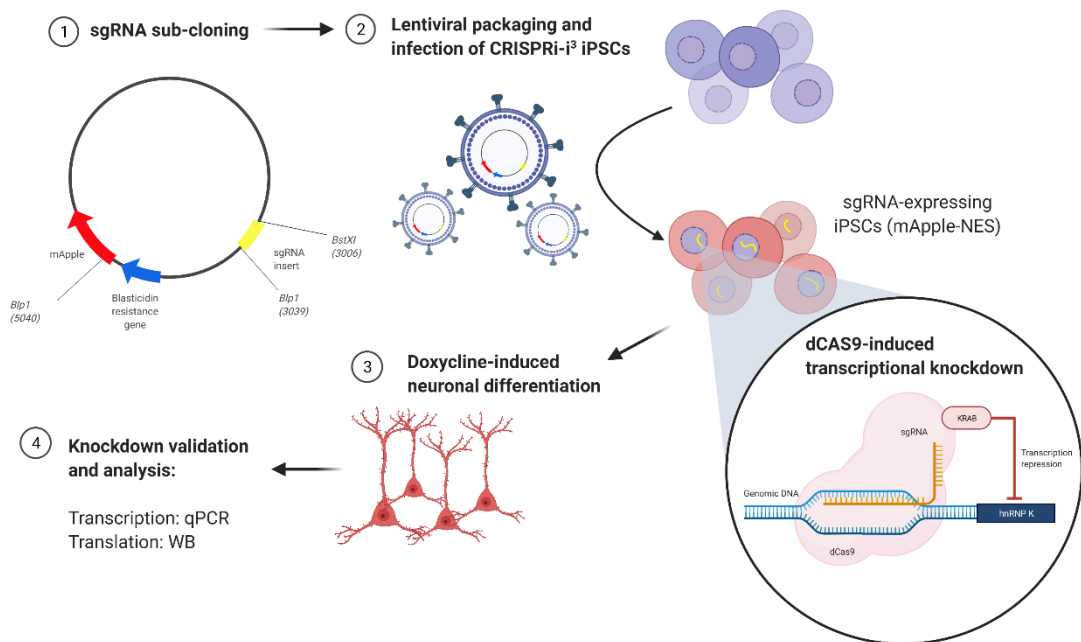 1 sgRNA sub-cloning
2 Lentiviral packaging and
infection of CRISPRi-i³ iPSCs
mApple
Blp1
(5040)
Blasticidin
resistance
gene
BstXI
(3006)
sgRNA
insert
Blp1
(3039)
sgRNA-expressing
iPSCs (mApple-NES)
dCAS9-induced
transcriptional knockdown
KRAB
sgRNA
Transcription
repression
Genomic DNA
hnRNP K
dCas9
3 Doxycline-induced
neuronal differentiation
4 Knockdown validation
and analysis:
Transcription: qPCR
Translation: WB